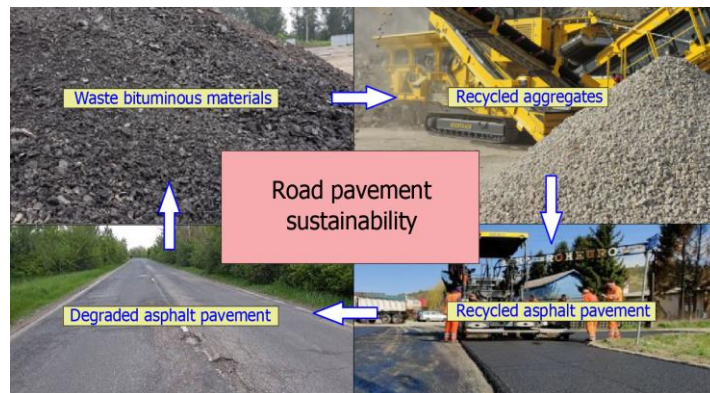 Waste bituminous materials
Recycled aggregates
Road pavement
sustainability
Degraded asphalt pavement
Recycled asphalt pavement